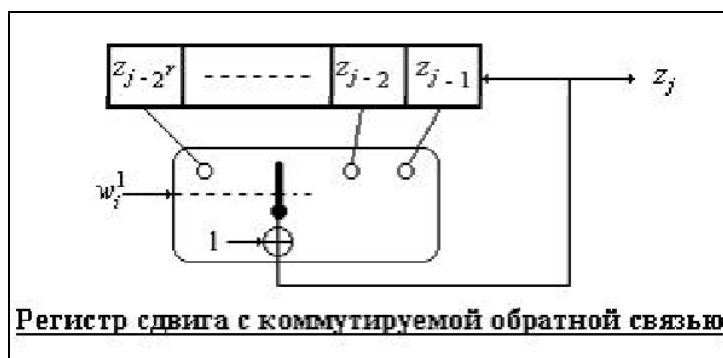 z_{j-2^r} ------- z_{j-2} z_{j-1} z_j
w_i^1
1
Регистр сдвига с коммутируемой обратной связью